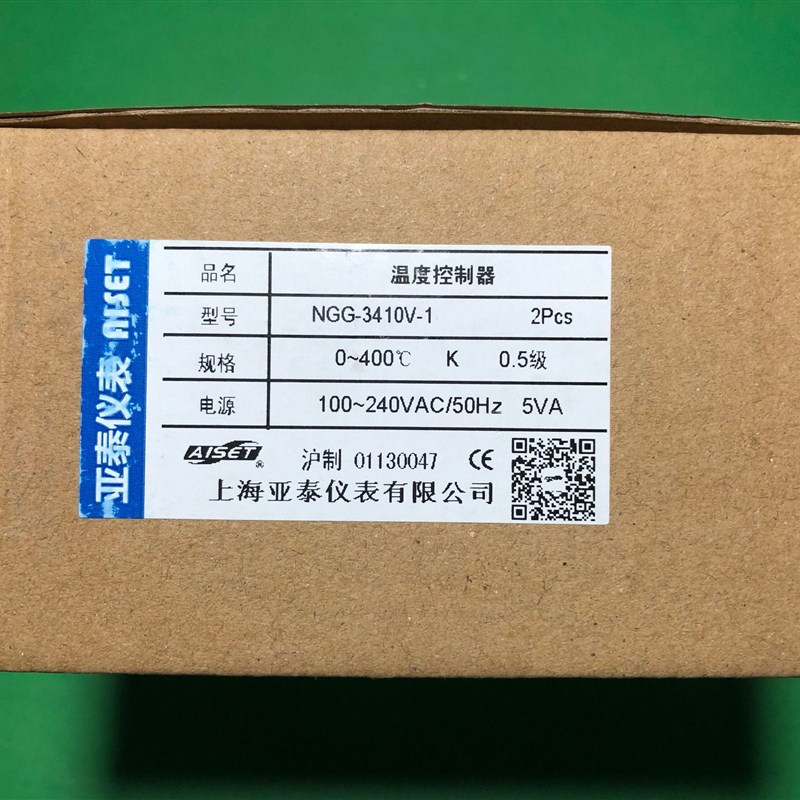 亚泰仪表 AISET
品名 温度控制器
型号 NGG-3410V-1 2Pcs
规格 0~400℃ K 0.5级
电源 100~240VAC/50Hz 5VA
AISET® 沪制 01130047 CE
上海亚泰仪表有限公司